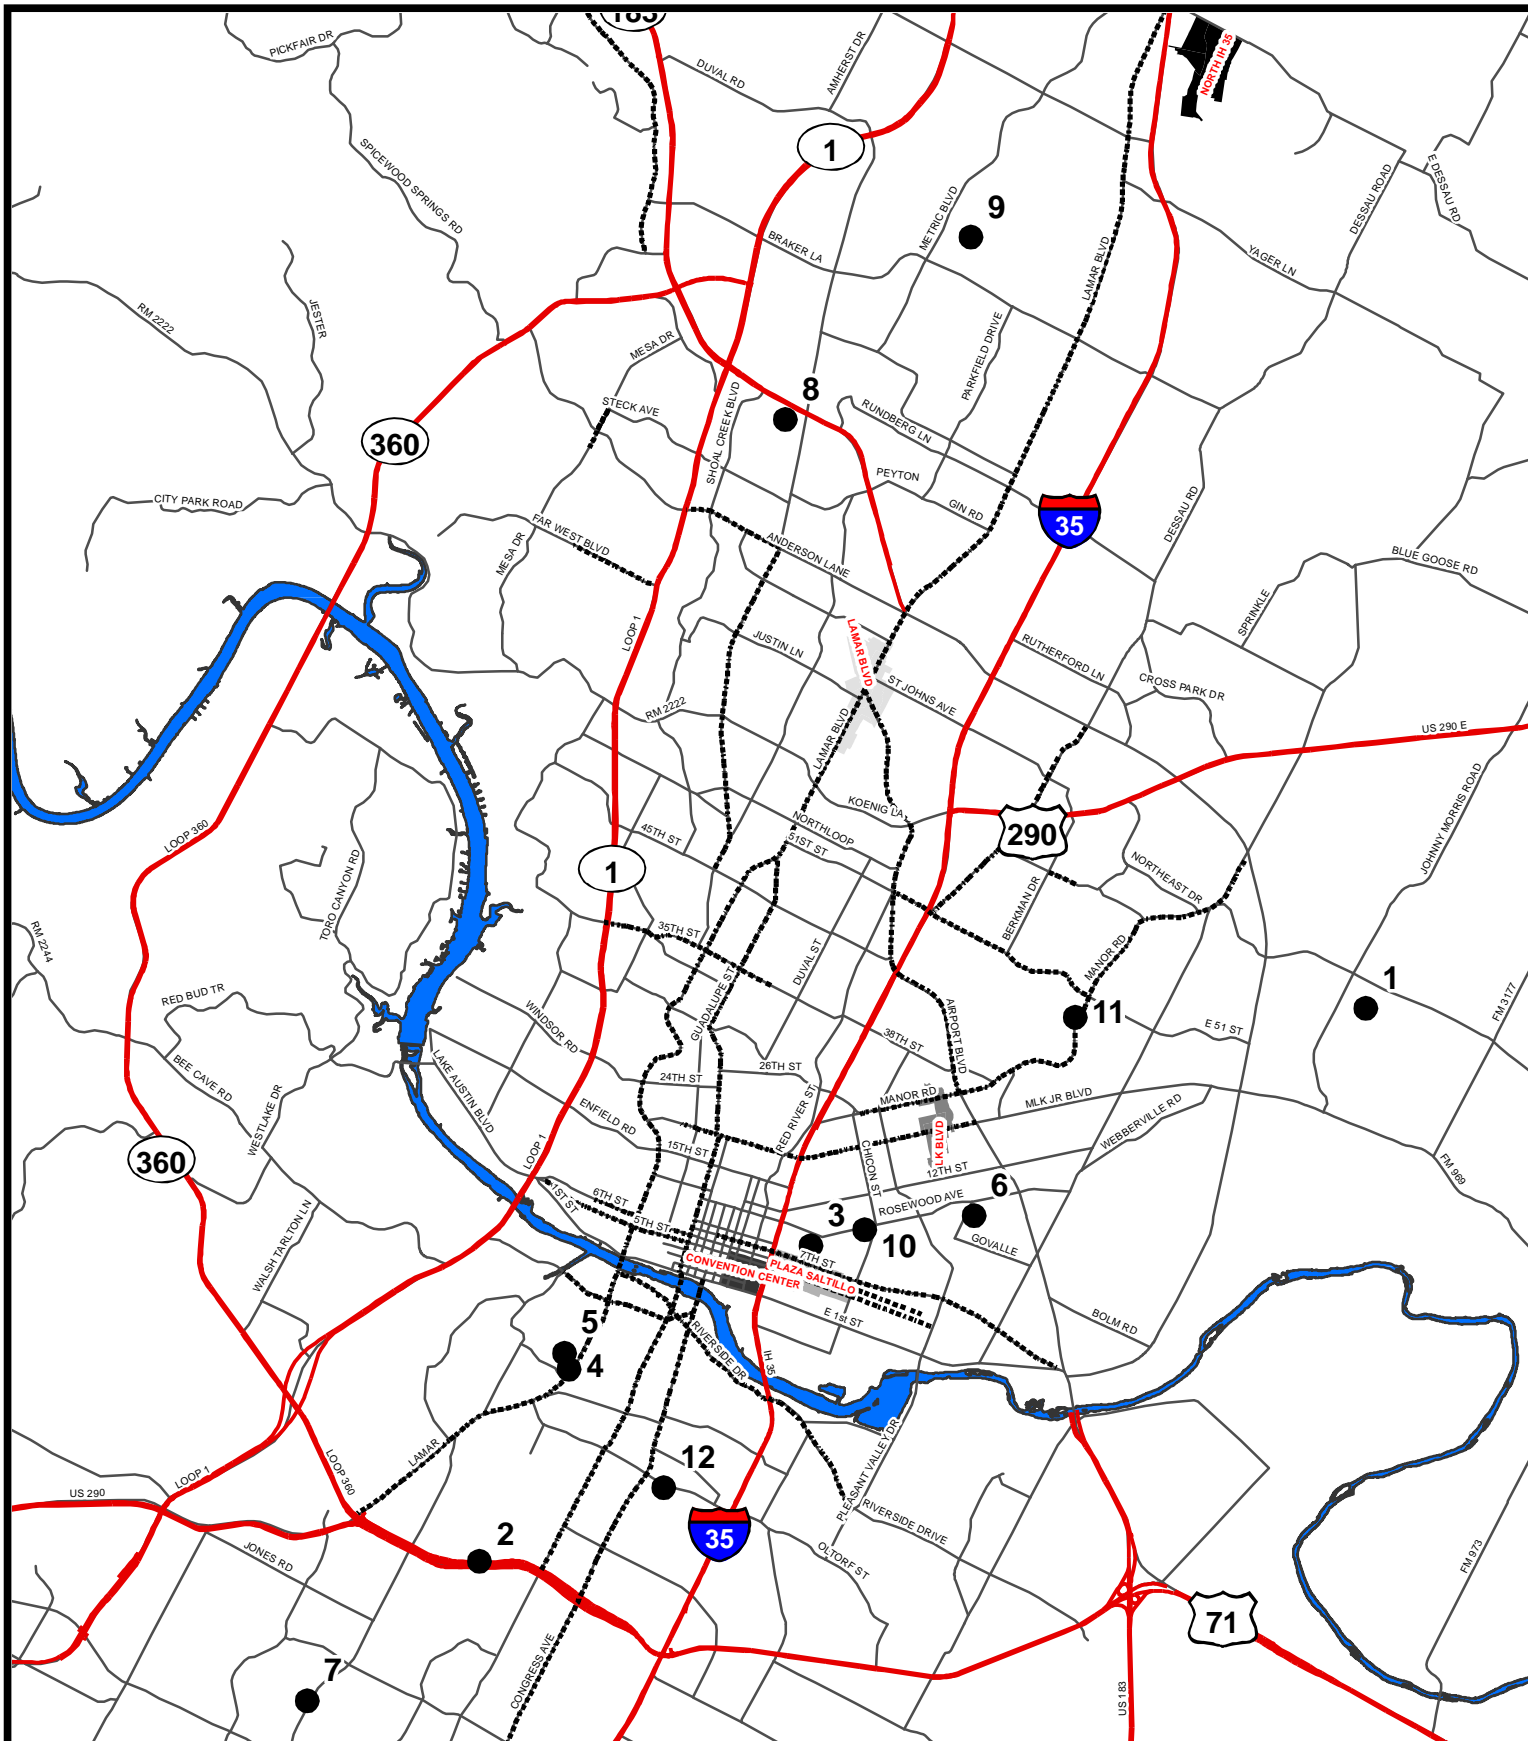 183
PICKFAIR DR
DUVAL RD
AMHERST DR
NORTH IH 35
1
SPICEWOOD SPRINGS RD
E DESSAU RD
DESSAU ROAD
METRIC BLVD
9
BRAKER LA
LAMAR BLVD
YAGER LN
RM 2222
JESTER
MESA DR
PARKFIELD DRIVE
8
STECK AVE
SHOAL CREEK BLVD
RUNDBERG LN
360
PEYTON
GIN RD
CITY PARK ROAD
35
DESSAU RD
FAR WEST BLVD
MESA DR
ANDERSON LANE
BLUE GOOSE RD
SPRINKLE
LOOP 1
JUSTIN LN
LAMAR BLVD
RUTHERFORD LN
ST JOHNS AVE
CROSS PARK DR
RM 2222
LAMAR BLVD
US 290 E
KOENIG LA
290
LOOP 360
45TH ST
NORTHLOOP
51ST ST
JOHNNY MORRIS ROAD
1
TORO CANYON RD
NORTHEAST DR
BERKMAN DR
RM 2244
35TH ST
DUVAL ST
MANOR RD
1
RED BUD TR
GUADALUPE ST
11
FM 3177
WINDSOR RD
AIRPORT BLVD
E 51 ST
38TH ST
BEE CAVE RD
LAKE AUSTIN BLVD
24TH ST
26TH ST
WESTLAKE DR
ENFIELD RD
RED RIVER ST
MANOR RD
MLK JR BLVD
WEBBERVILLE RD
360
LOOP 1
15TH ST
CHICON ST
LK BLVD
12TH ST
FM 969
1ST ST
6TH ST
5TH ST
ROSEWOOD AVE
6
3
10
WALSH TARLTON LN
7TH ST
GOVALLE
CONVENTION CENTER
PLAZA SALTILLO
E 1st ST
BOLM RD
5
4
RIVERSIDE DR
IH 35
LAMAR
LOOP 360
LOOP 1
12
PLEASANT VALLEY DR
US 290
35
RIVERSIDE DRIVE
2
JONES RD
OLTORF ST
FM 973
71
7
CONGRESS AVE
US 183